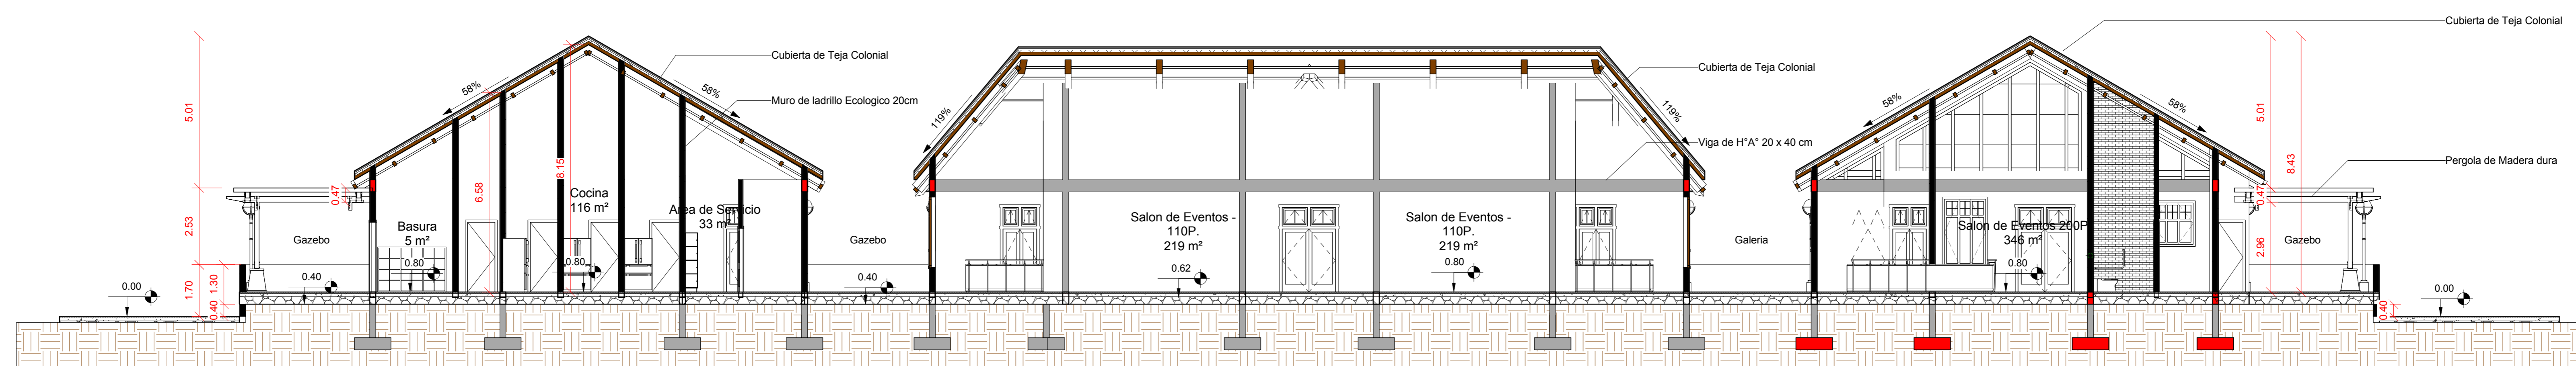 Cubierta de Teja Colonial
Cubierta de Teja Colonial
Cubierta de Teja Colonial
5.01
58%
58%
Muro de ladrillo Ecologico 20cm
119%
119%
Viga de H°A° 20 x 40 cm
58%
58%
5.01
8.43
Pergola de Madera dura
8.15
6.58
0.47
0.47
2.53
2.96
Cocina
116 m²
Basura
5 m²
Area de Servicio
33 m²
Gazebo
Gazebo
Salon de Eventos -
110P.
219 m²
Salon de Eventos -
110P.
219 m²
Galeria
Salon de Eventos 200P
346 m²
Gazebo
1.70
1.30
0.40
0.00
0.40
0.80
0.80
0.40
0.62
0.80
0.80
0.00
0.40